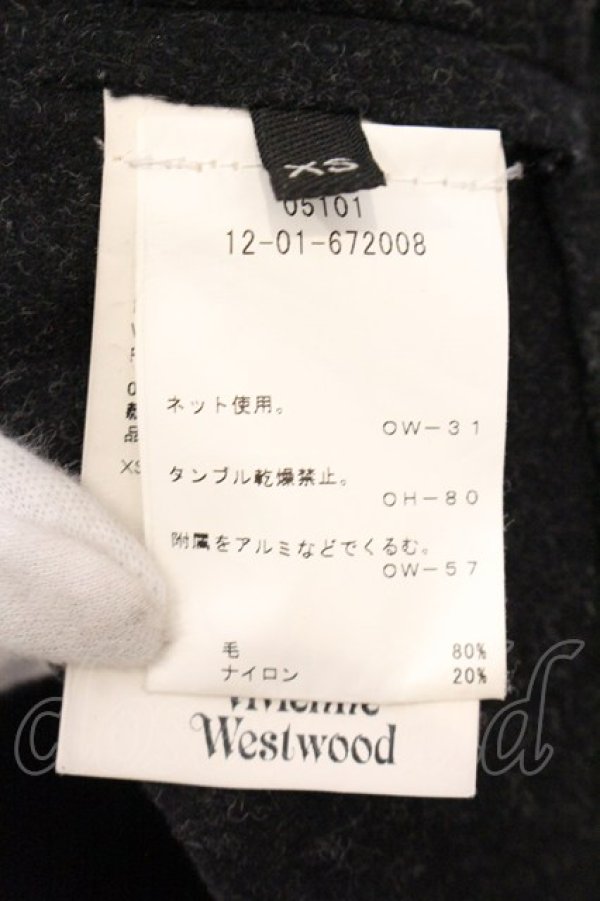 XS
05101
12-01-672008
ネット使用。
OW-31
タンブル乾燥禁止。
OH-80
附属をアルミなどでくるむ。
OW-57
毛 80%
ナイロン 20%
XS
品
Vivienne
Westwood